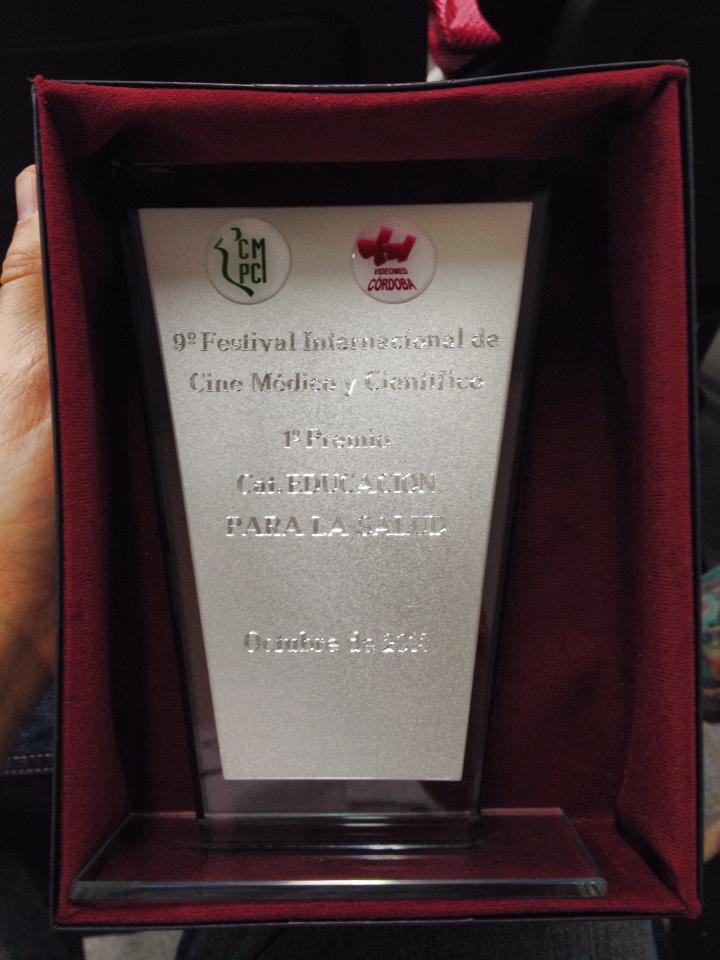 CM
PCI
VIDEOMED
CÓRDOBA
9º Festival Internacional de
Cine Médico y Científico
1º Premio
Cat. EDUCACION
PARA LA SALUD
Octubre de